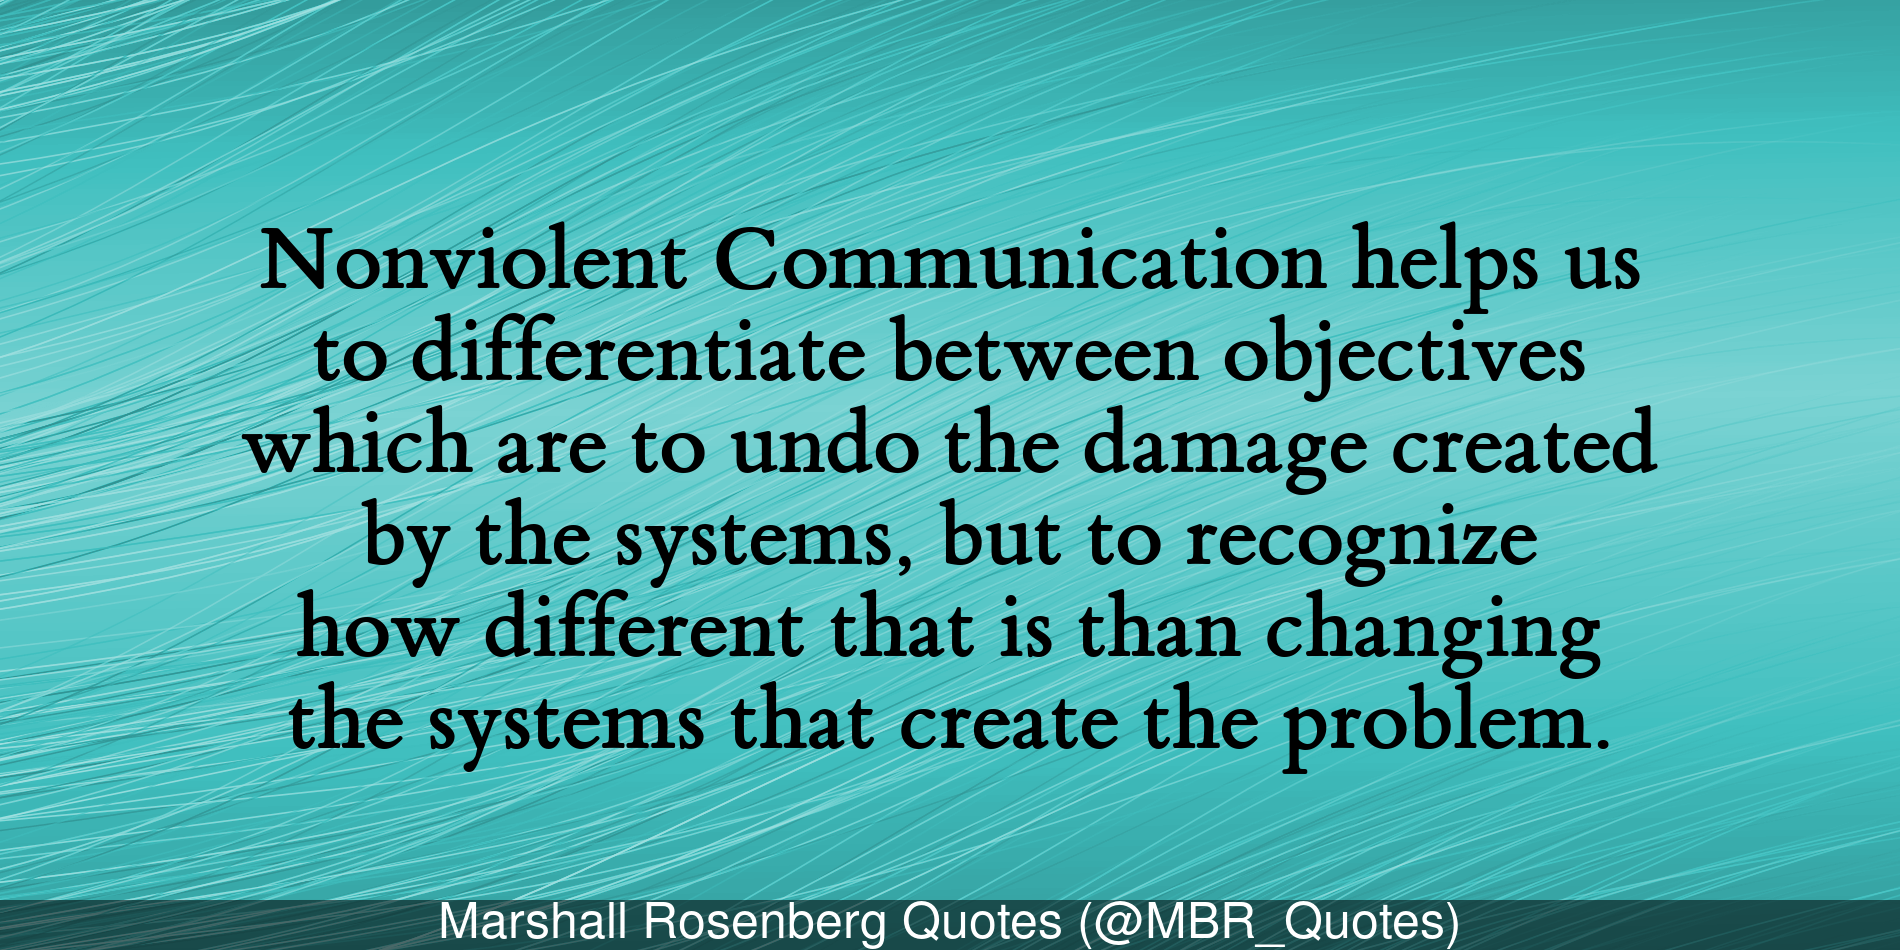 Nonviolent Communication helps us
to differentiate between objectives
which are to undo the damage created
by the systems, but to recognize
how different that is than changing
the systems that create the problem.
Marshall Rosenberg Quotes (@MBR_Quotes)